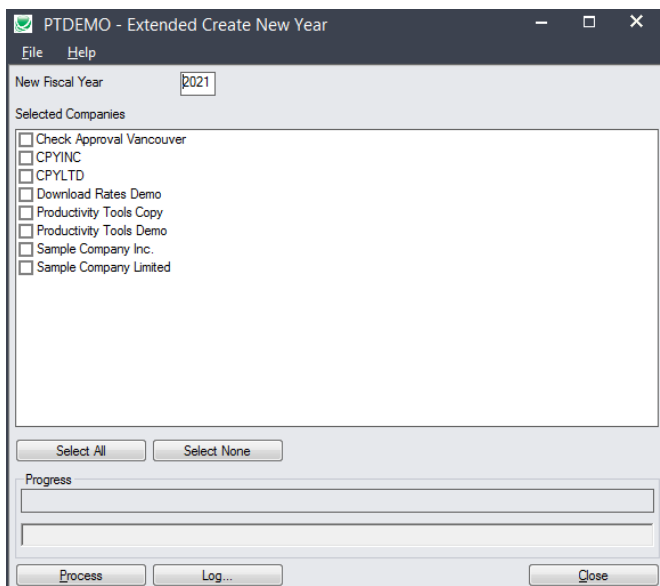 PTDEMO - Extended Create New Year
File Help
New Fiscal Year 2021
Selected Companies
Check Approval Vancouver
CPYINC
CPYLTD
Download Rates Demo
Productivity Tools Copy
Productivity Tools Demo
Sample Company Inc.
Sample Company Limited
Select All Select None
Progress
Process Log... Close